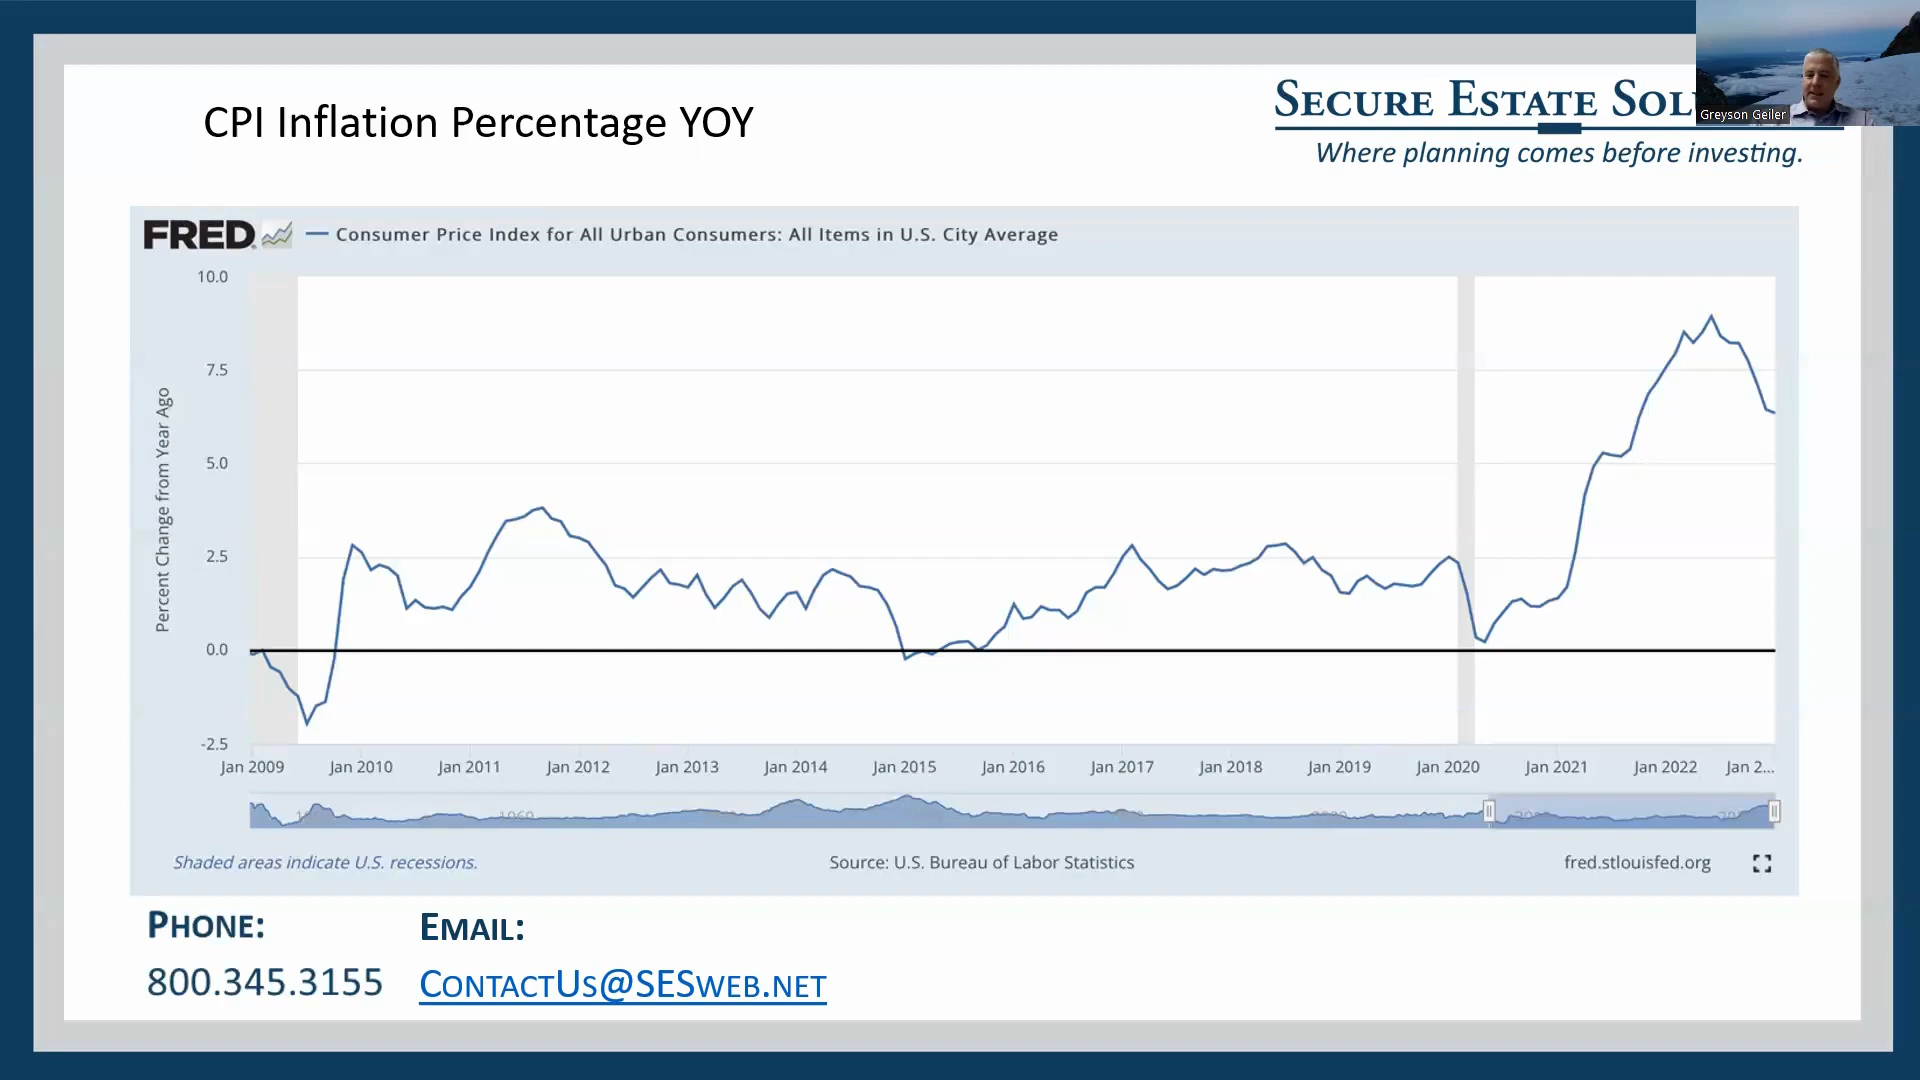 CPI Inflation Percentage YOY
SECURE ESTATE SOL
Where planning comes before investing.
Greyson Geiler
FRED
Consumer Price Index for All Urban Consumers: All Items in U.S. City Average
Percent Change from Year Ago
10.0
7.5
5.0
2.5
0.0
-2.5
Jan 2009 Jan 2010 Jan 2011 Jan 2012 Jan 2013 Jan 2014 Jan 2015 Jan 2016 Jan 2017 Jan 2018 Jan 2019 Jan 2020 Jan 2021 Jan 2022 Jan 2...
1960
Shaded areas indicate U.S. recessions. Source: U.S. Bureau of Labor Statistics fred.stlouisfed.org
PHONE: EMAIL:
800.345.3155 CONTACTUS@SESWEB.NET